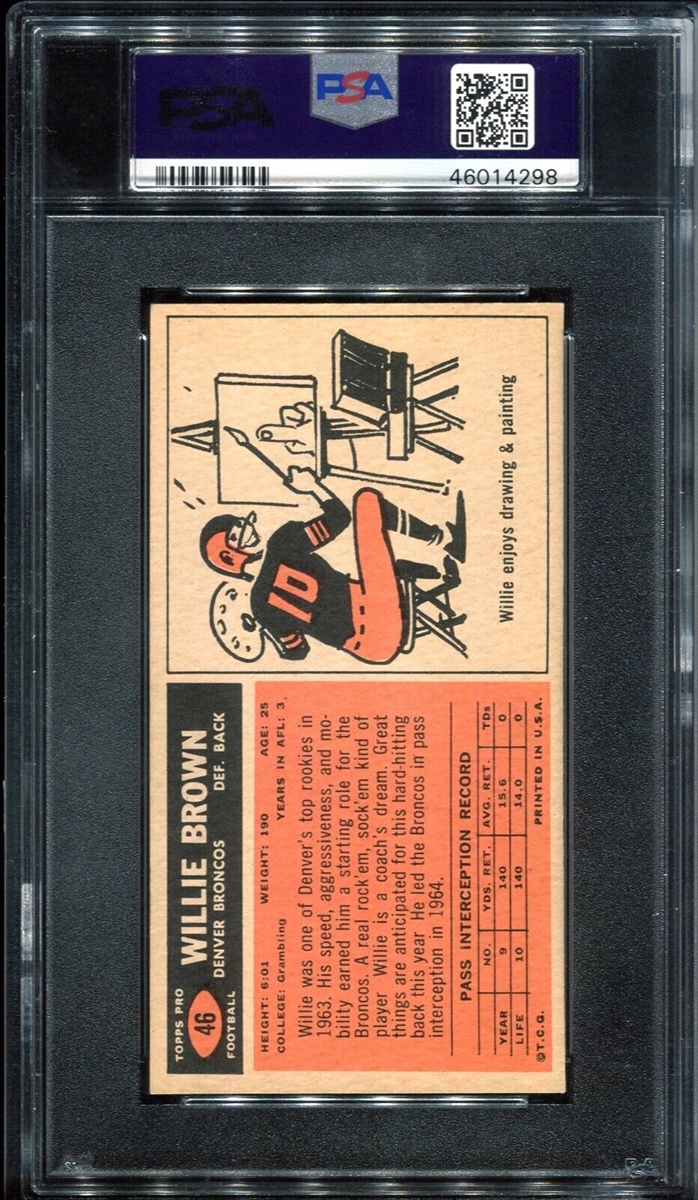 PSA
PSA
46014298
TOPPS PRO
46
FOOTBALL
WILLIE BROWN
DENVER BRONCOS DEF. BACK
HEIGHT: 6:01 WEIGHT: 190 AGE: 25
COLLEGE: Grambling YEARS IN AFL: 3
Willie was one of Denver's top rookies in
1963. His speed, aggressiveness, and mo-
bility earned him a starting role for the
Broncos. A real rock'em, sock'em kind of
player Willie is a coach's dream. Great
things are anticipated for this hard-hitting
back this year He led the Broncos in pass
interception in 1964.
PASS INTERCEPTION RECORD
NO. YDS. RET. AVG. RET. TDs
YEAR 9 140 15.6 0
LIFE 10 140 14.0 0
©T.C.G. PRINTED IN U.S.A.
10
Willie enjoys drawing & painting